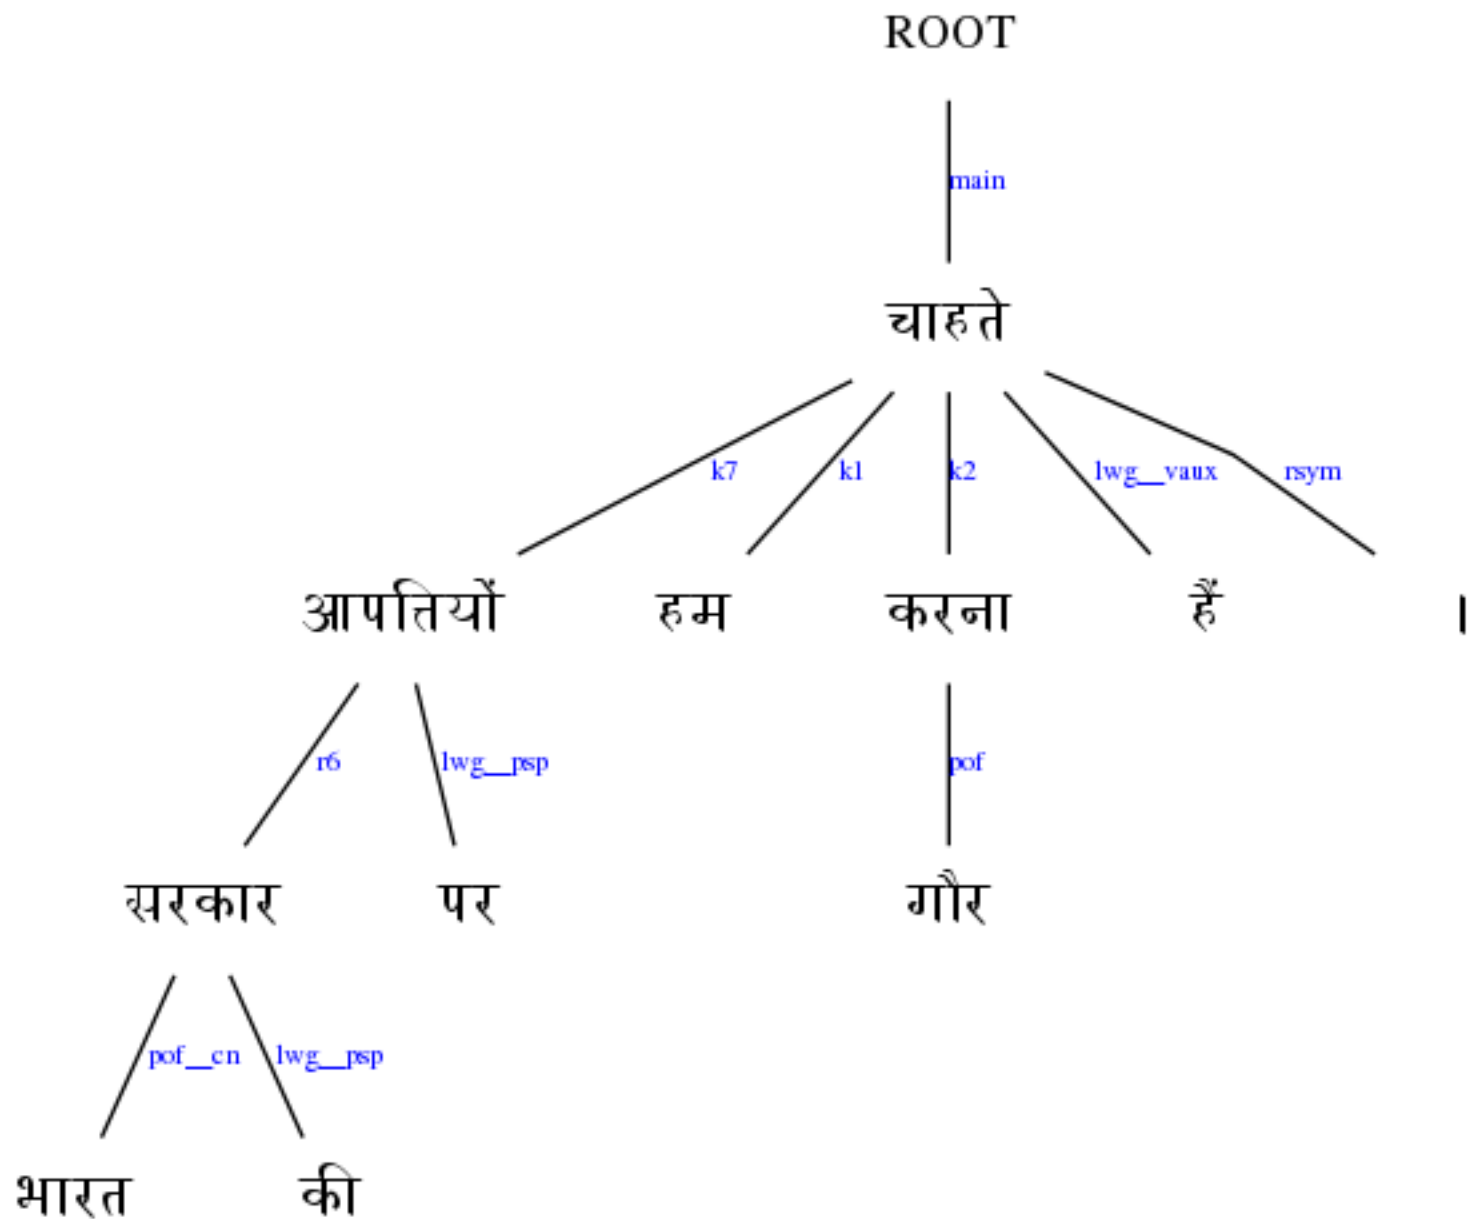 ROOT
main
चाहते
k7 k1 k2 lwg__vaux rsym
आपत्तियों हम करना हैं ।
r6 lwg__psp pof
सरकार पर गौर
pof__cn lwg__psp
भारत की